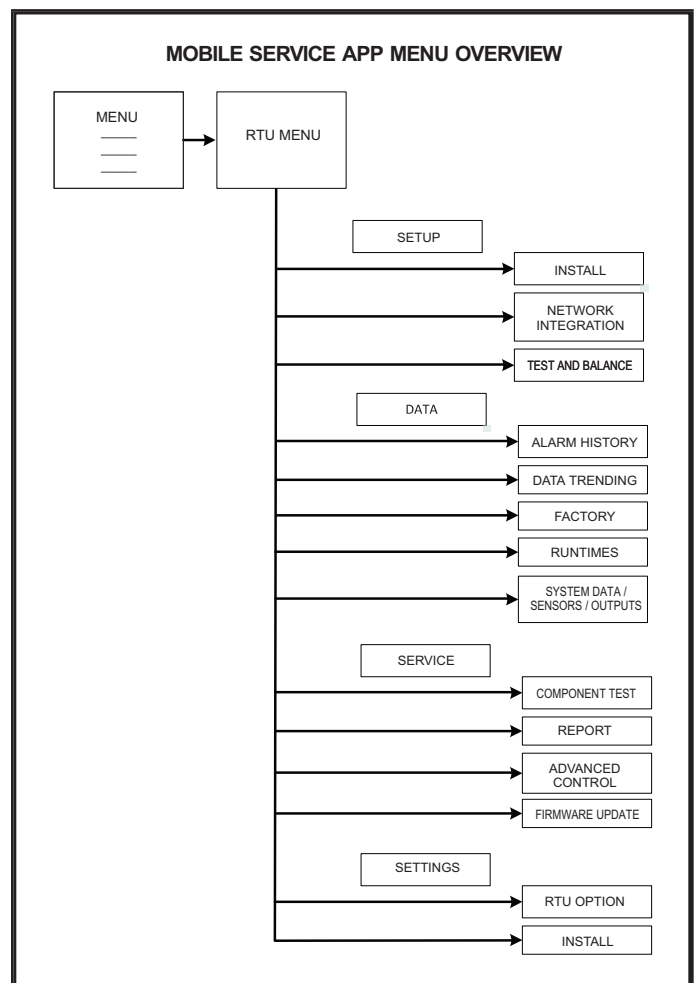 MOBILE SERVICE APP MENU OVERVIEW
MENU
RTU MENU
SETUP
INSTALL
NETWORK
INTEGRATION
TEST AND BALANCE
DATA
ALARM HISTORY
DATA TRENDING
FACTORY
RUNTIMES
SYSTEM DATA /
SENSORS / OUTPUTS
SERVICE
COMPONENT TEST
REPORT
ADVANCED
CONTROL
FIRMWARE UPDATE
SETTINGS
RTU OPTION
INSTALL